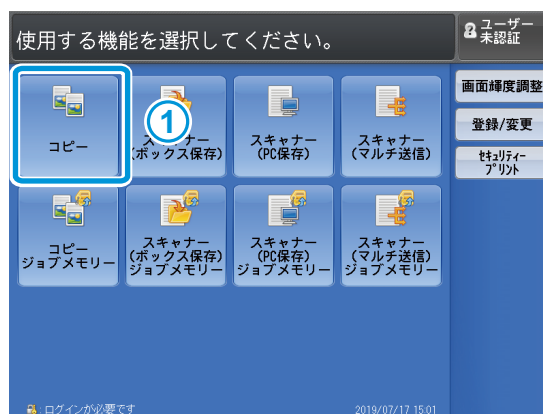 使用する機能を選択してください。
ユーザー
未認証
コピー
①
スキャナー
(ボックス保存)
スキャナー
(PC保存)
スキャナー
(マルチ送信)
画面輝度調整
登録/変更
ｾｷｭﾘﾃｨｰ
ﾌﾟﾘﾝﾄ
コピー
ジョブメモリー
スキャナー
(ボックス保存)
ジョブメモリー
スキャナー
(PC保存)
ジョブメモリー
スキャナー
(マルチ送信)
ジョブメモリー
:ログインが必要です
2019/07/17 15:01